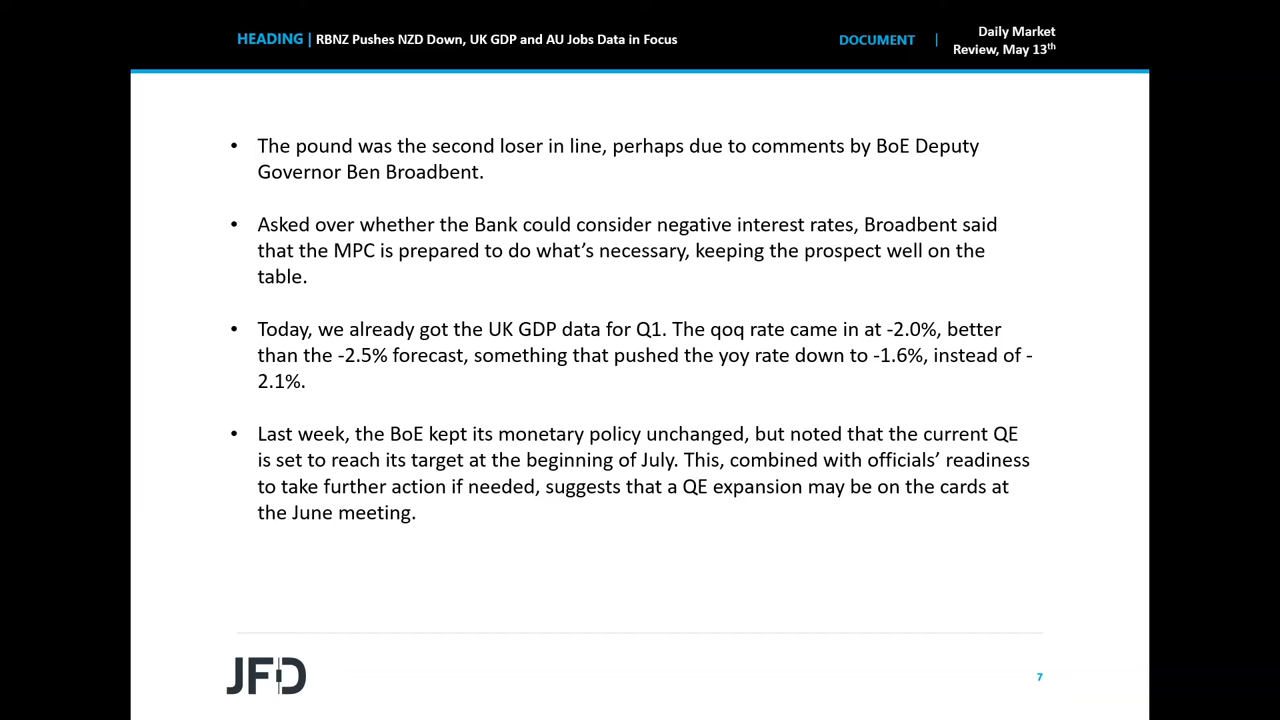 HEADING | RBNZ Pushes NZD Down, UK GDP and AU Jobs Data in Focus
DOCUMENT | Daily Market
Review, May 13th
• The pound was the second loser in line, perhaps due to comments by BoE Deputy
Governor Ben Broadbent.
• Asked over whether the Bank could consider negative interest rates, Broadbent said
that the MPC is prepared to do what's necessary, keeping the prospect well on the
table.
• Today, we already got the UK GDP data for Q1. The qoq rate came in at -2.0%, better
than the -2.5% forecast, something that pushed the yoy rate down to -1.6%, instead of -
2.1%.
• Last week, the BoE kept its monetary policy unchanged, but noted that the current QE
is set to reach its target at the beginning of July. This, combined with officials' readiness
to take further action if needed, suggests that a QE expansion may be on the cards at
the June meeting.
JFD
7